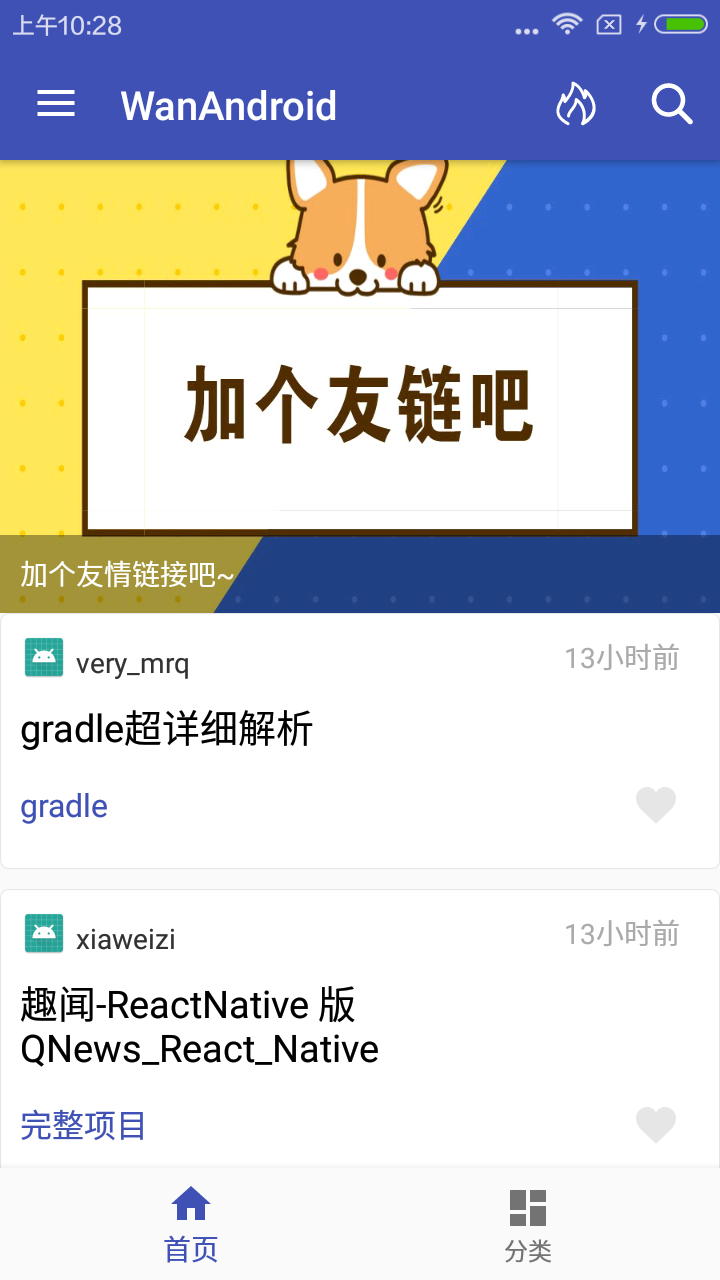 上午10:28
WanAndroid
加个友链吧
加个友情链接吧~
very_mrq
13小时前
gradle超详细解析
gradle
xiaweizi
13小时前
趣闻-ReactNative 版
QNews_React_Native
完整项目
首页
分类